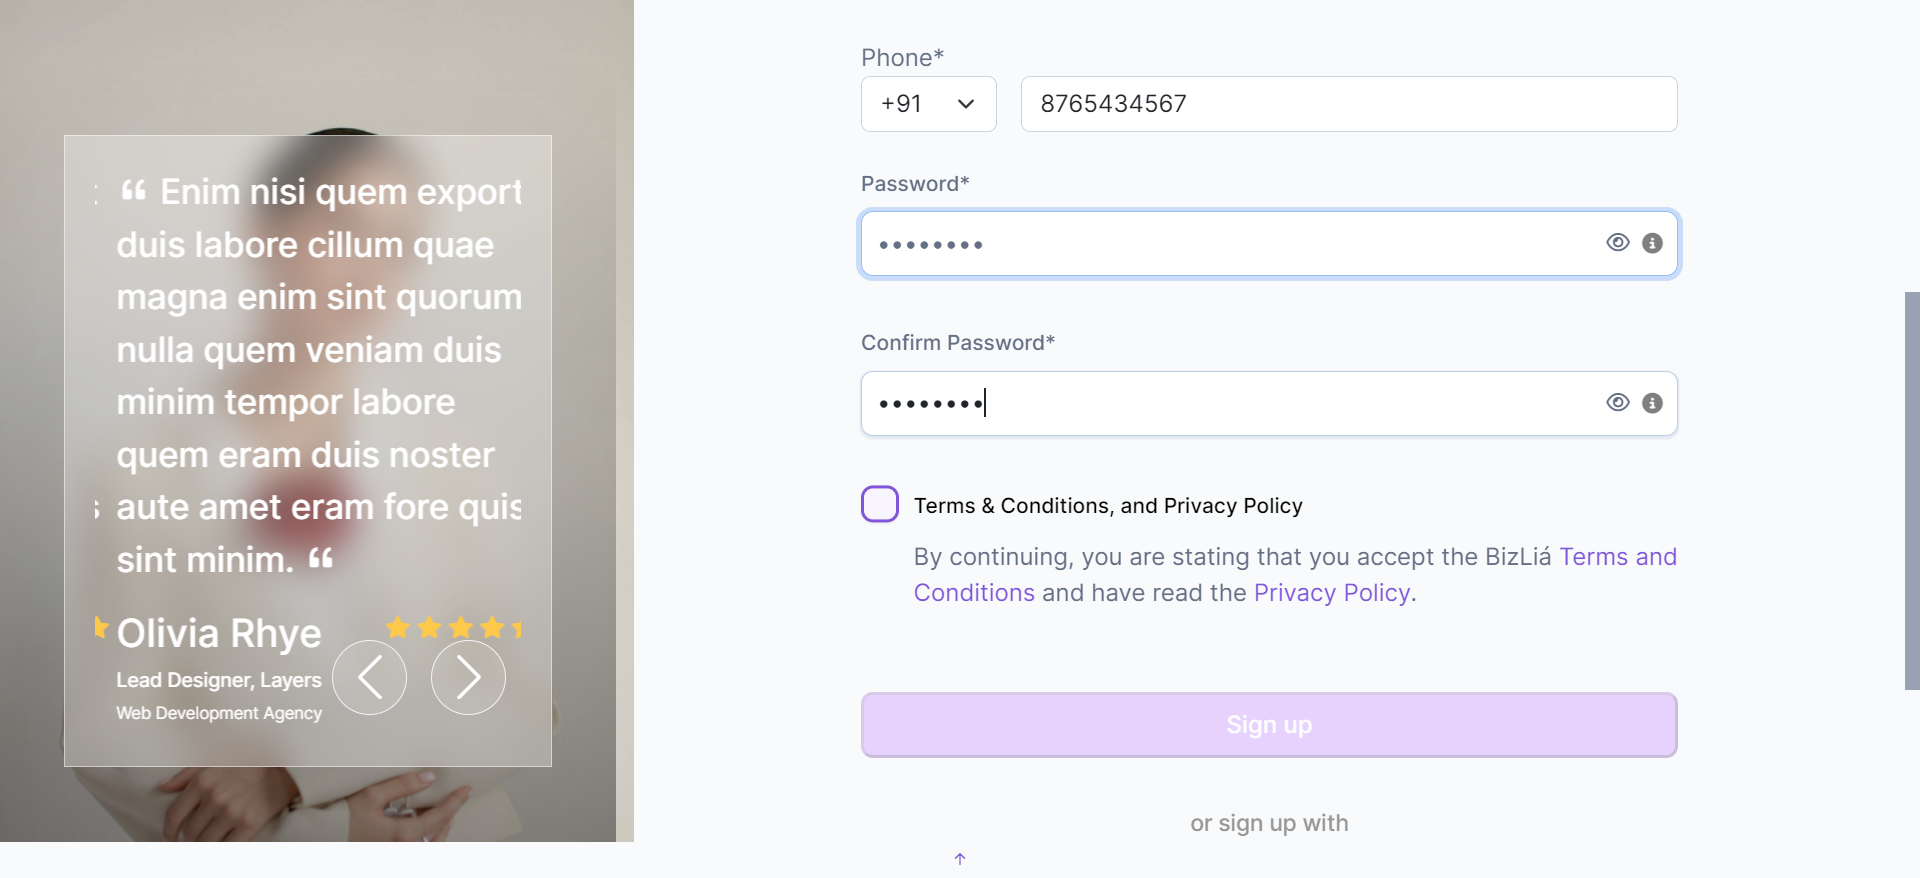 “ Enim nisi quem export
duis labore cillum quae
magna enim sint quorum
nulla quem veniam duis
minim tempor labore
quem eram duis noster
aute amet eram fore quis
sint minim. “
Olivia Rhye
Lead Designer, Layers
Web Development Agency
Phone*
+91
8765434567
Password*
••••••••
Confirm Password*
••••••••
Terms & Conditions, and Privacy Policy
By continuing, you are stating that you accept the BizLiá Terms and
Conditions and have read the Privacy Policy.
Sign up
or sign up with